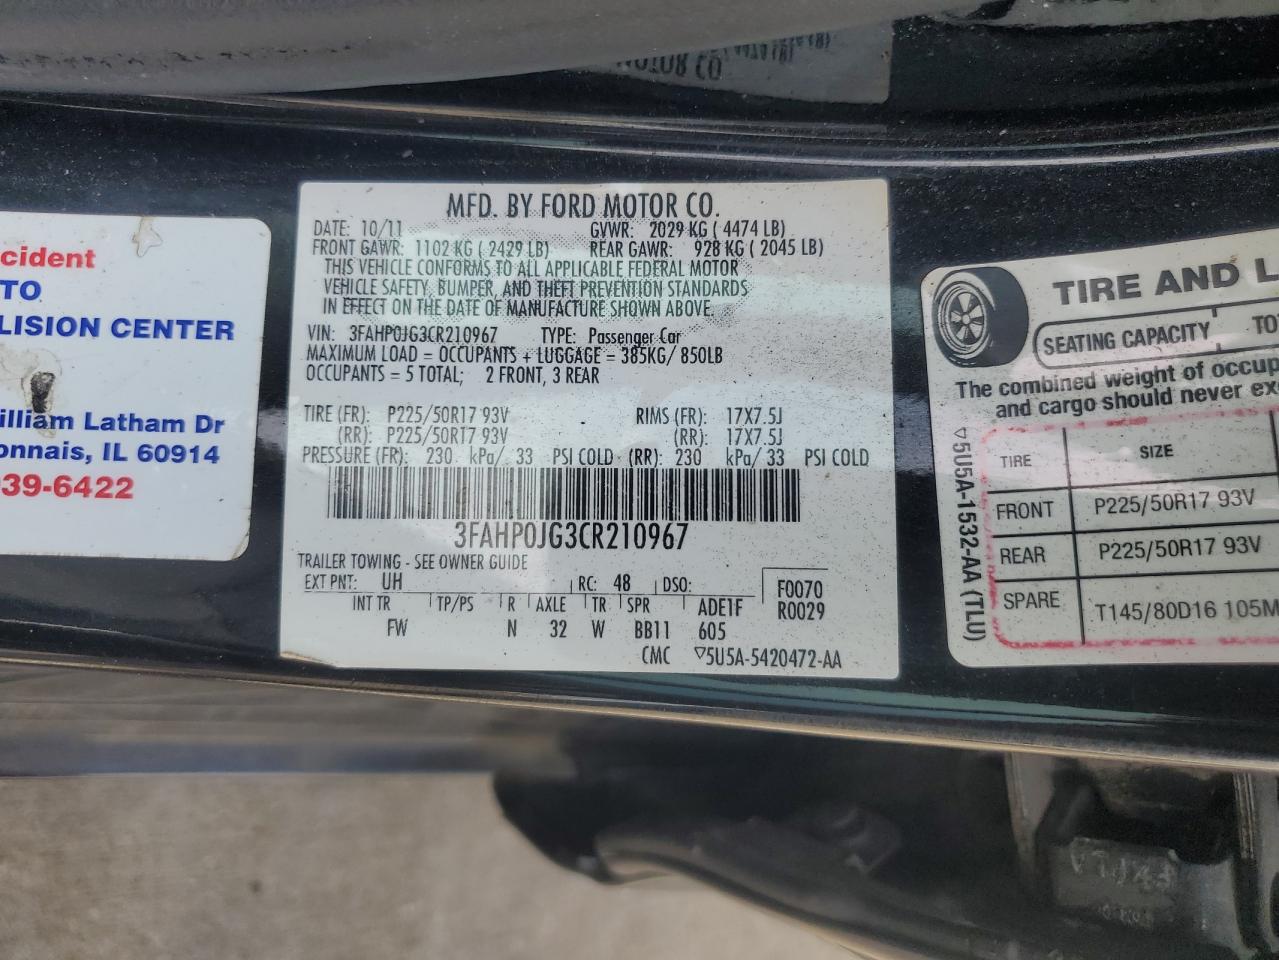 MOTOR CO
cident
TO
LISION CENTER
illiam Latham Dr
onnais, IL 60914
39-6422
MFD. BY FORD MOTOR CO.
DATE: 10/11 GVWR: 2029 KG ( 4474 LB)
FRONT GAWR: 1102 KG ( 2429 LB) REAR GAWR: 928 KG ( 2045 LB)
THIS VEHICLE CONFORMS TO ALL APPLICABLE FEDERAL MOTOR
VEHICLE SAFETY, BUMPER, AND THEFT PREVENTION STANDARDS
IN EFFECT ON THE DATE OF MANUFACTURE SHOWN ABOVE.
VIN: 3FAHP0JG3CR210967 TYPE: Passenger Car
MAXIMUM LOAD = OCCUPANTS + LUGGAGE = 385KG/ 850LB
OCCUPANTS = 5 TOTAL; 2 FRONT, 3 REAR
TIRE (FR): P225/50R17 93V RIMS (FR): 17X7.5J
(RR): P225/50R17 93V (RR): 17X7.5J
PRESSURE (FR): 230 kPa/ 33 PSI COLD (RR): 230 kPa/ 33 PSI COLD
3FAHP0JG3CR210967
TRAILER TOWING - SEE OWNER GUIDE
EXT PNT: UH RC: 48 DSO: F0070
INT TR TP/PS R AXLE TR SPR ADE1F R0029
FW N 32 W BB11 605
CMC ▽5U5A-5420472-AA
TIRE AND L
SEATING CAPACITY TO
The combined weight of occup
and cargo should never ex
TIRE SIZE
FRONT P225/50R17 93V
REAR P225/50R17 93V
SPARE T145/80D16 105M
▽5U5A-1532-AA (TLU)